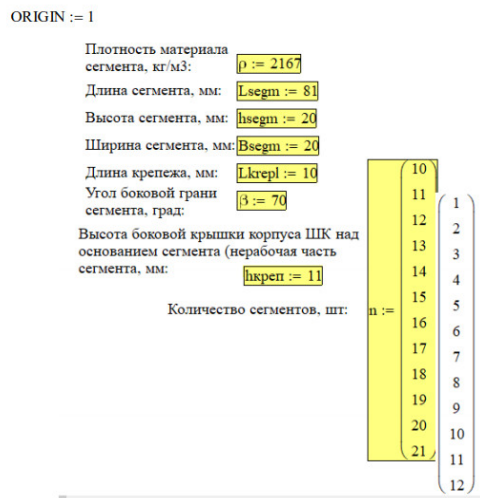 ORIGIN := 1
Плотность материала
сегмента, кг/м3: ρ := 2167
Длина сегмента, мм: Lsegm := 81
Высота сегмента, мм: hsegm := 20
Ширина сегмента, мм: Bsegm := 20
Длина крепежа, мм: Lkrepl := 10
Угол боковой грани
сегмента, град: β := 70
Высота боковой крышки корпуса ШК над
основанием сегмента (нерабочая часть
сегмента, мм: hкреп := 11
Количество сегментов, шт: n :=
10
11
12
13
14
15
16
17
18
19
20
21
1
2
3
4
5
6
7
8
9
10
11
12